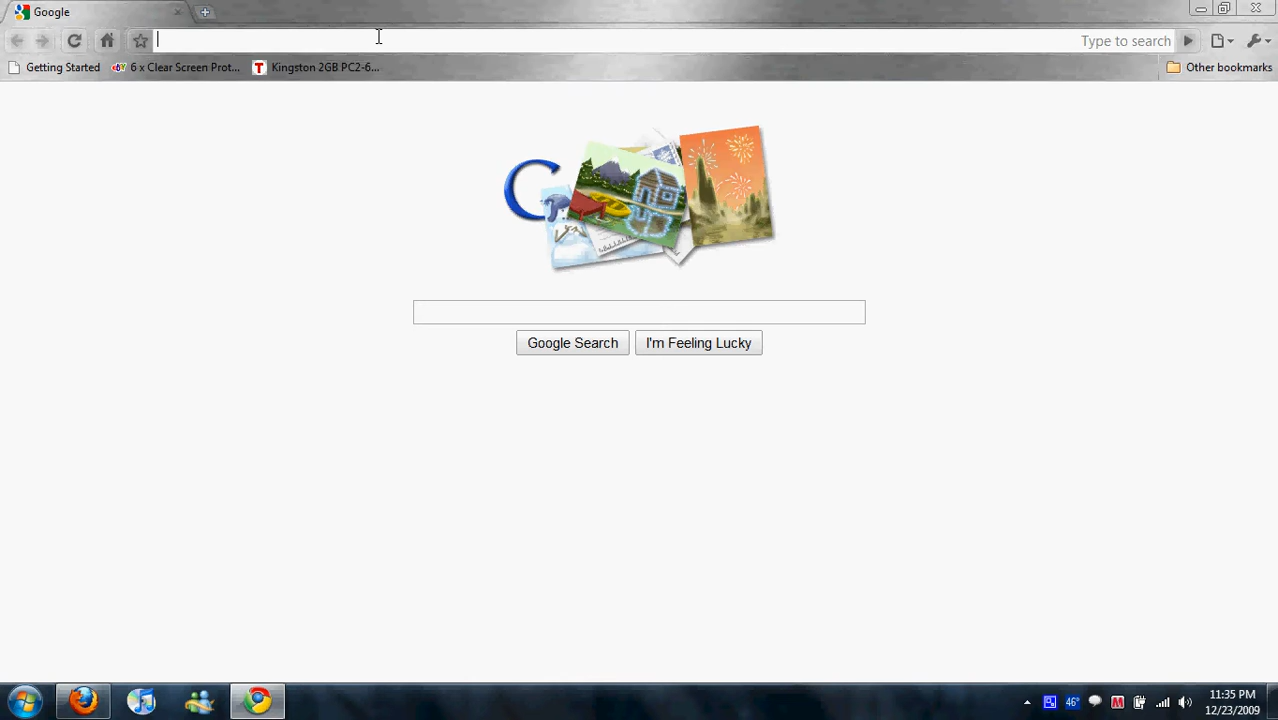 Google
Type to search
Getting Started
6 x Clear Screen Prot...
Kingston 2GB PC2-6...
Other bookmarks
Google Search
I'm Feeling Lucky
46°
11:35 PM
12/23/2009